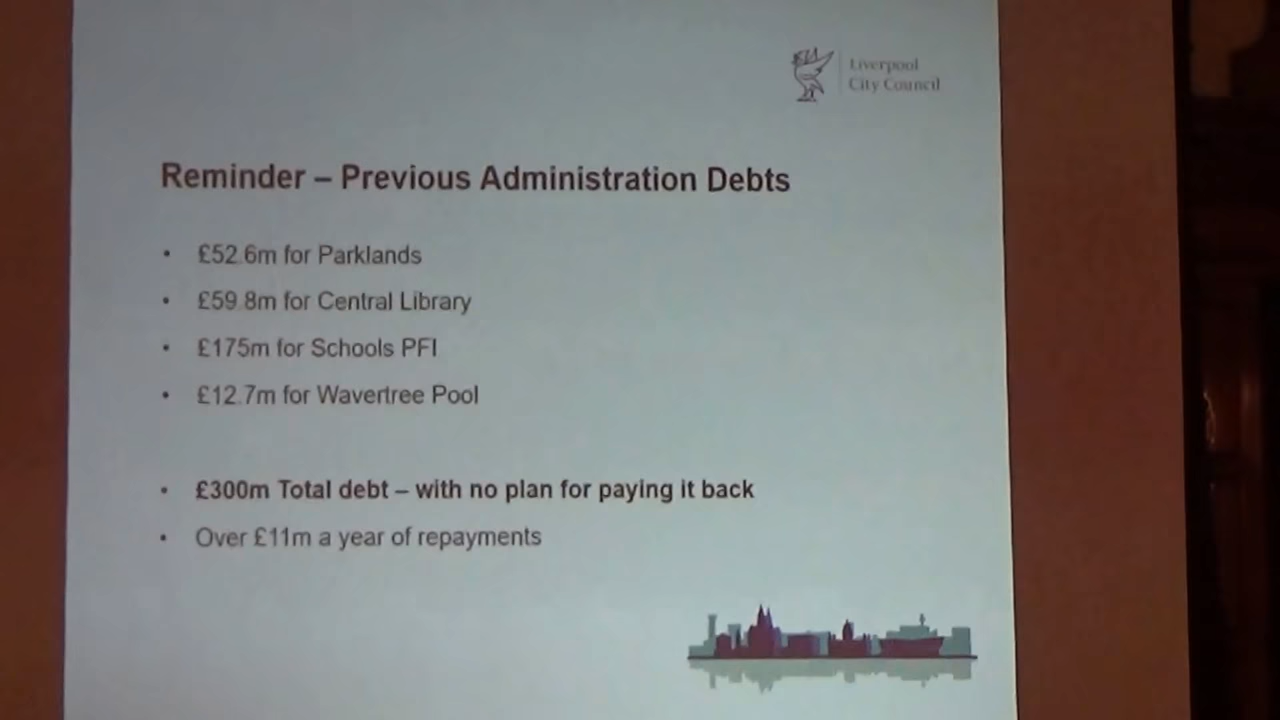 Liverpool
City Council
Reminder – Previous Administration Debts
• £52.6m for Parklands
• £59.8m for Central Library
• £175m for Schools PFI
• £12.7m for Wavertree Pool
• £300m Total debt – with no plan for paying it back
• Over £11m a year of repayments